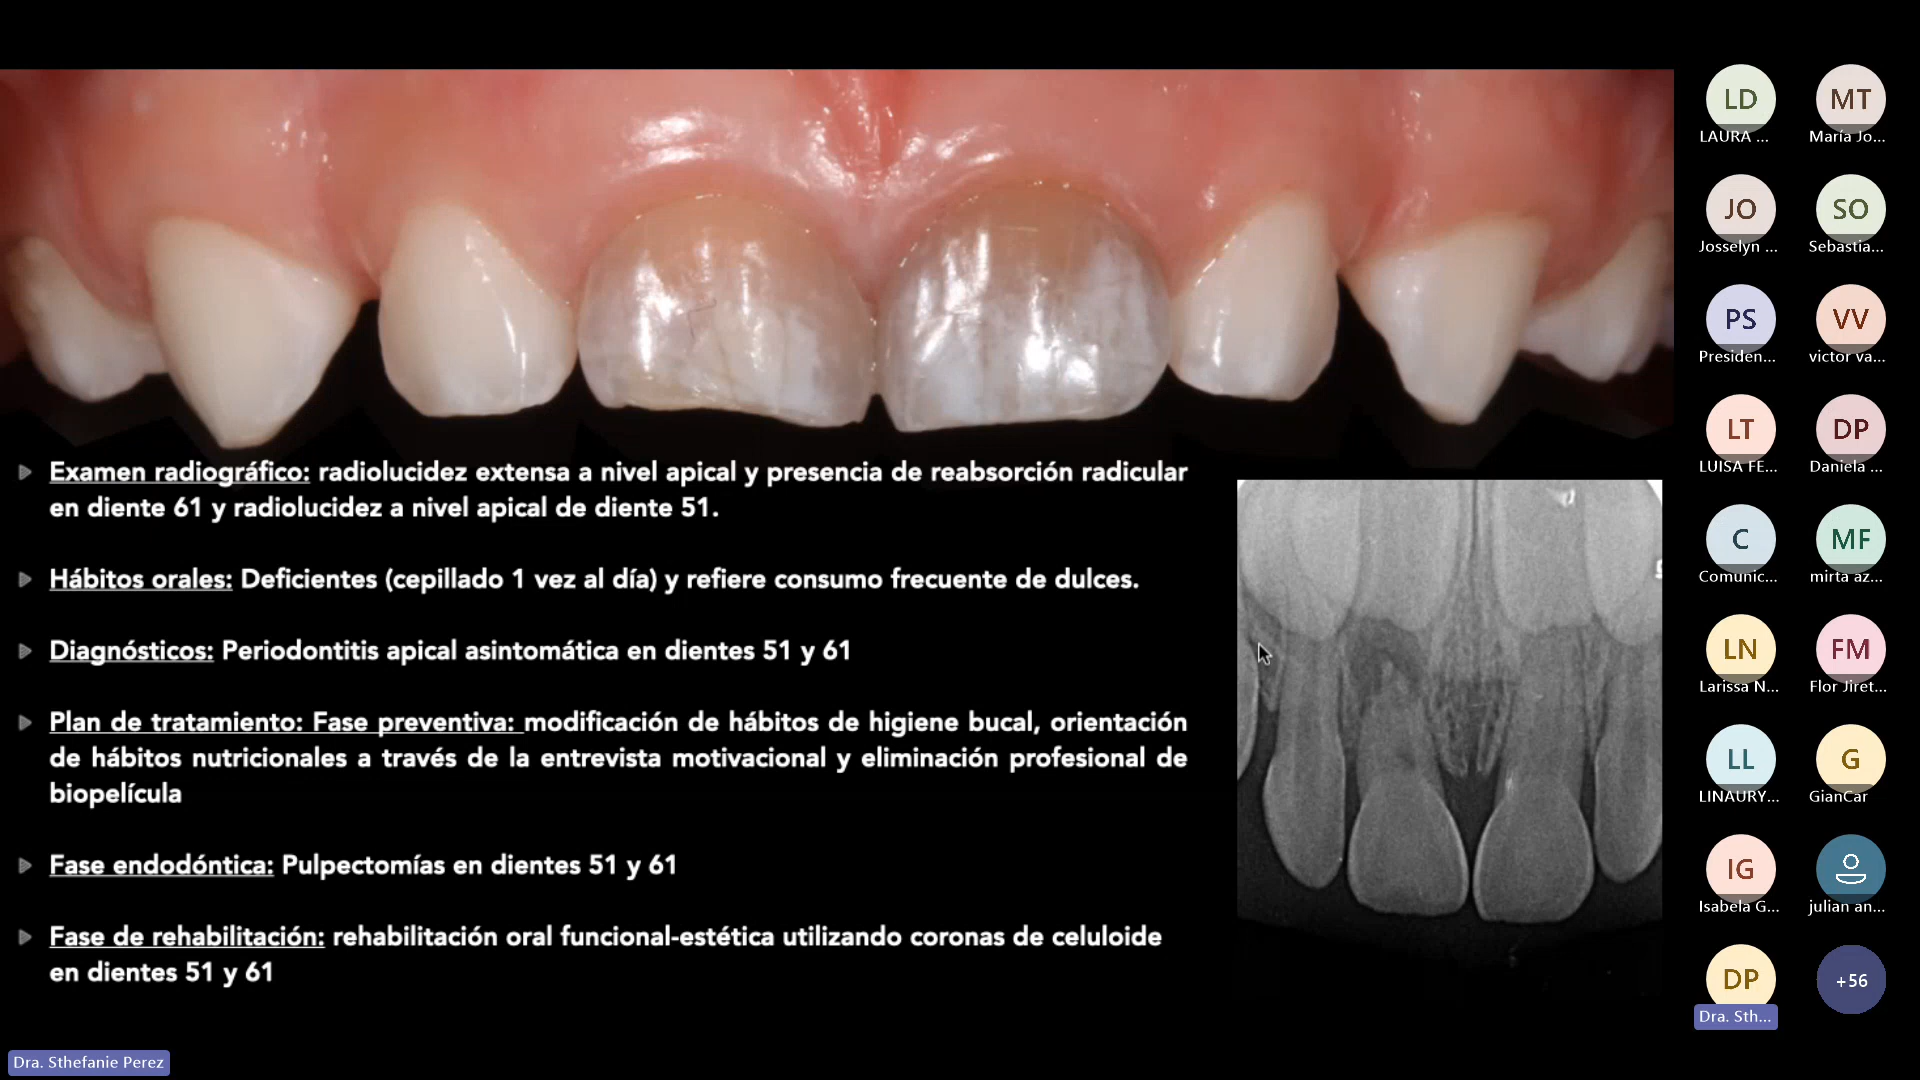 Examen radiográfico: radiolucidez extensa a nivel apical y presencia de reabsorción radicular
en diente 61 y radiolucidez a nivel apical de diente 51.
Hábitos orales: Deficientes (cepillado 1 vez al día) y refiere consumo frecuente de dulces.
Diagnósticos: Periodontitis apical asintomática en dientes 51 y 61
Plan de tratamiento: Fase preventiva: modificación de hábitos de higiene bucal, orientación
de hábitos nutricionales a través de la entrevista motivacional y eliminación profesional de
biopelícula
Fase endodóntica: Pulpectomías en dientes 51 y 61
Fase de rehabilitación: rehabilitación oral funcional-estética utilizando coronas de celuloide
en dientes 51 y 61
Dra. Sthefanie Perez
LD MT
LAURA ... María Jo...
JO SO
Josselyn ... Sebastia...
PS VV
Presiden... victor va...
LT DP
LUISA FE... Daniela ...
C MF
Comunic... mirta az...
LN FM
Larissa N... Flor Jiret...
LL G
LINAURY... GianCar
IG
Isabela G... julian an...
DP +56
Dra. Sth...